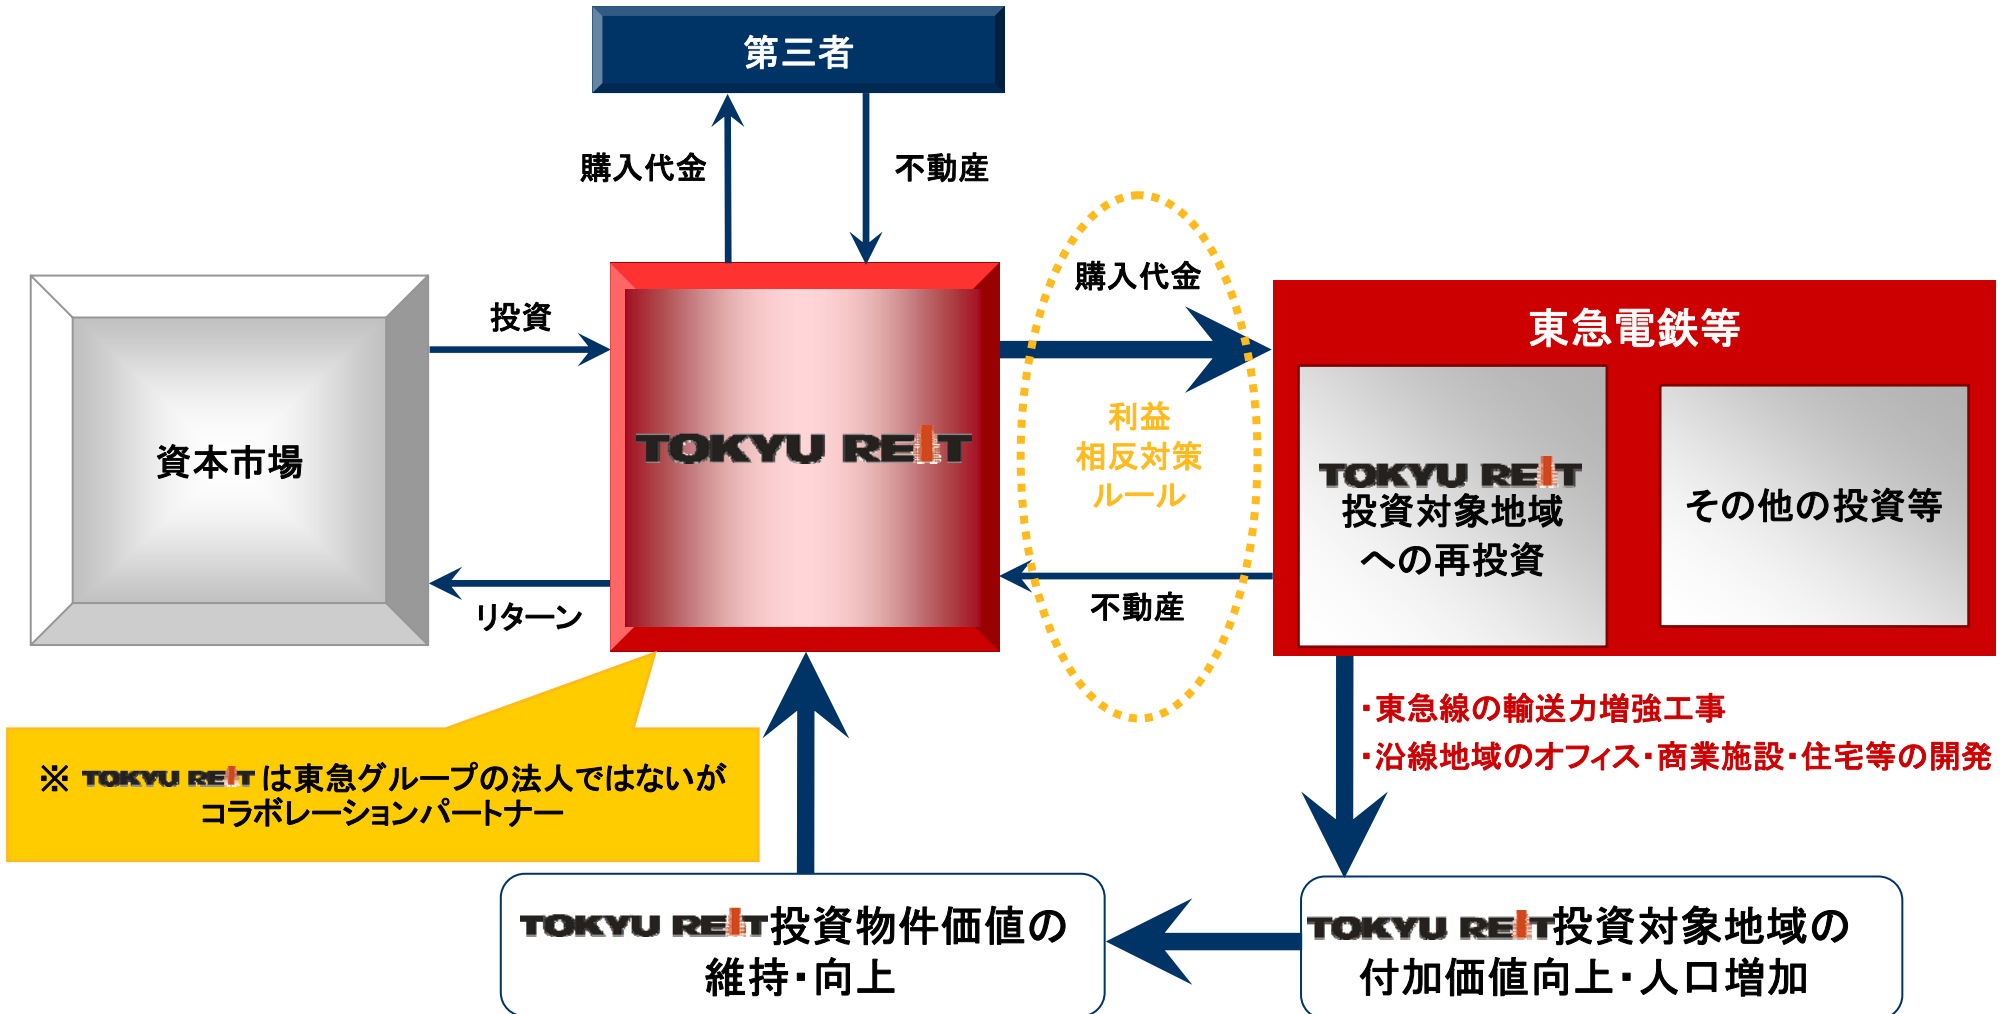 第三者
購入代金
不動産
投資
資本市場
リターン
TOKYU REIT
購入代金
利益
相反対策
ルール
不動産
東急電鉄等
TOKYU REIT
投資対象地域
への再投資
その他の投資等
・東急線の輸送力増強工事
・沿線地域のオフィス・商業施設・住宅等の開発
※ TOKYU REIT は東急グループの法人ではないが
コラボレーションパートナー
TOKYU REIT投資物件価値の
維持・向上
TOKYU REIT投資対象地域の
付加価値向上・人口増加